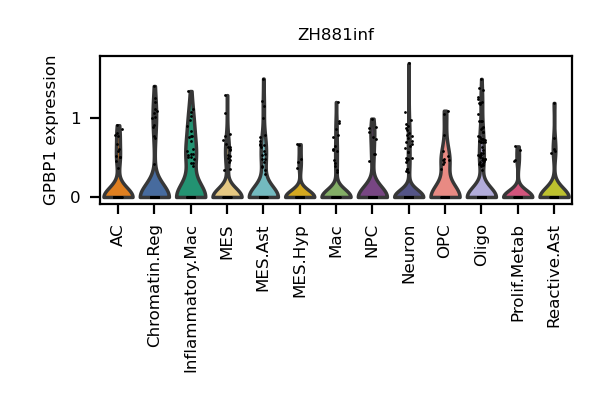 ZH881inf
GPBP1 expression
1
0
AC
Chromatin.Reg
Inflammatory.Mac
MES
MES.Ast
MES.Hyp
Mac
NPC
Neuron
OPC
Oligo
Prolif.Metab
Reactive.Ast